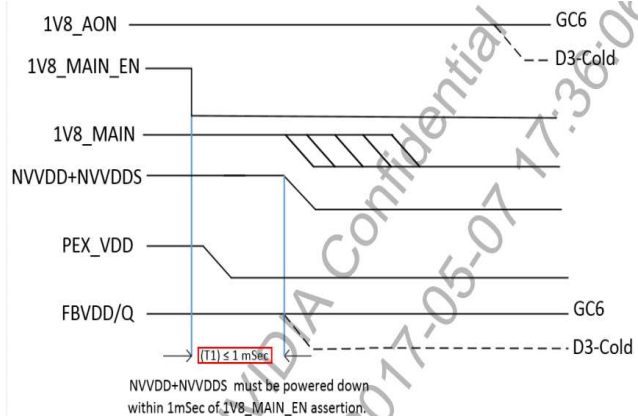 1V8_AON
GC6
D3-Cold
1V8_MAIN_EN
1V8_MAIN
NVVDD+NVVDDS
PEX_VDD
FBVDD/Q
GC6
D3-Cold
(T1) ≤ 1 mSec
NVVDD+NVVDDS must be powered down
within 1mSec of 1V8_MAIN_EN assertion.
NVIDIA Confidential
2017-05-07 17:36:06